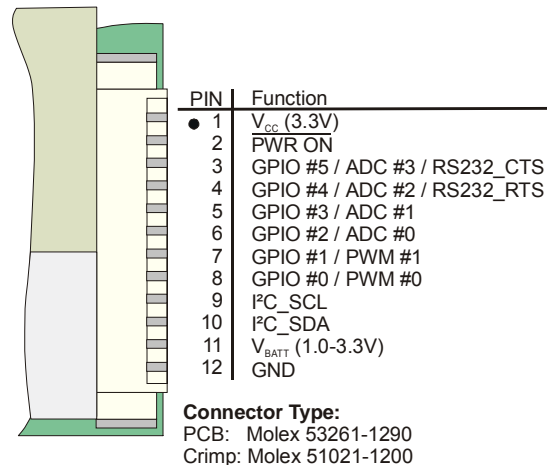 PIN Function
1 VCC (3.3V)
2 PWR ON
3 GPIO #5 / ADC #3 / RS232_CTS
4 GPIO #4 / ADC #2 / RS232_RTS
5 GPIO #3 / ADC #1
6 GPIO #2 / ADC #0
7 GPIO #1 / PWM #1
8 GPIO #0 / PWM #0
9 I²C_SCL
10 I²C_SDA
11 VBATT (1.0-3.3V)
12 GND
Connector Type:
PCB: Molex 53261-1290
Crimp: Molex 51021-1200